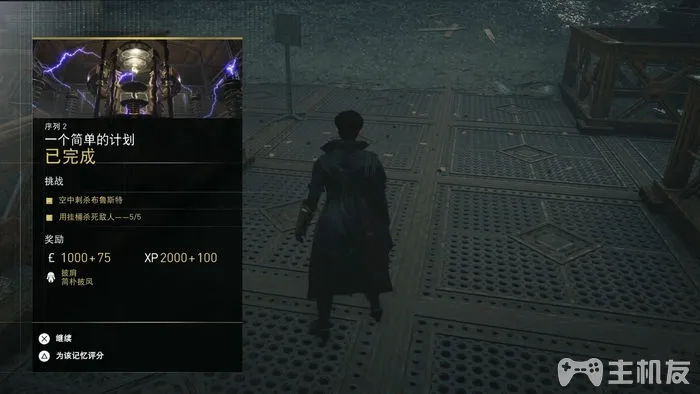 序列 2
一个简单的计划
已完成
挑战
空中刺杀布鲁斯特
用挂桶杀死敌人——5/5
奖励
£ 1000+75 XP 2000+100
披肩
简朴披风
继续
为该记忆评分
主机友